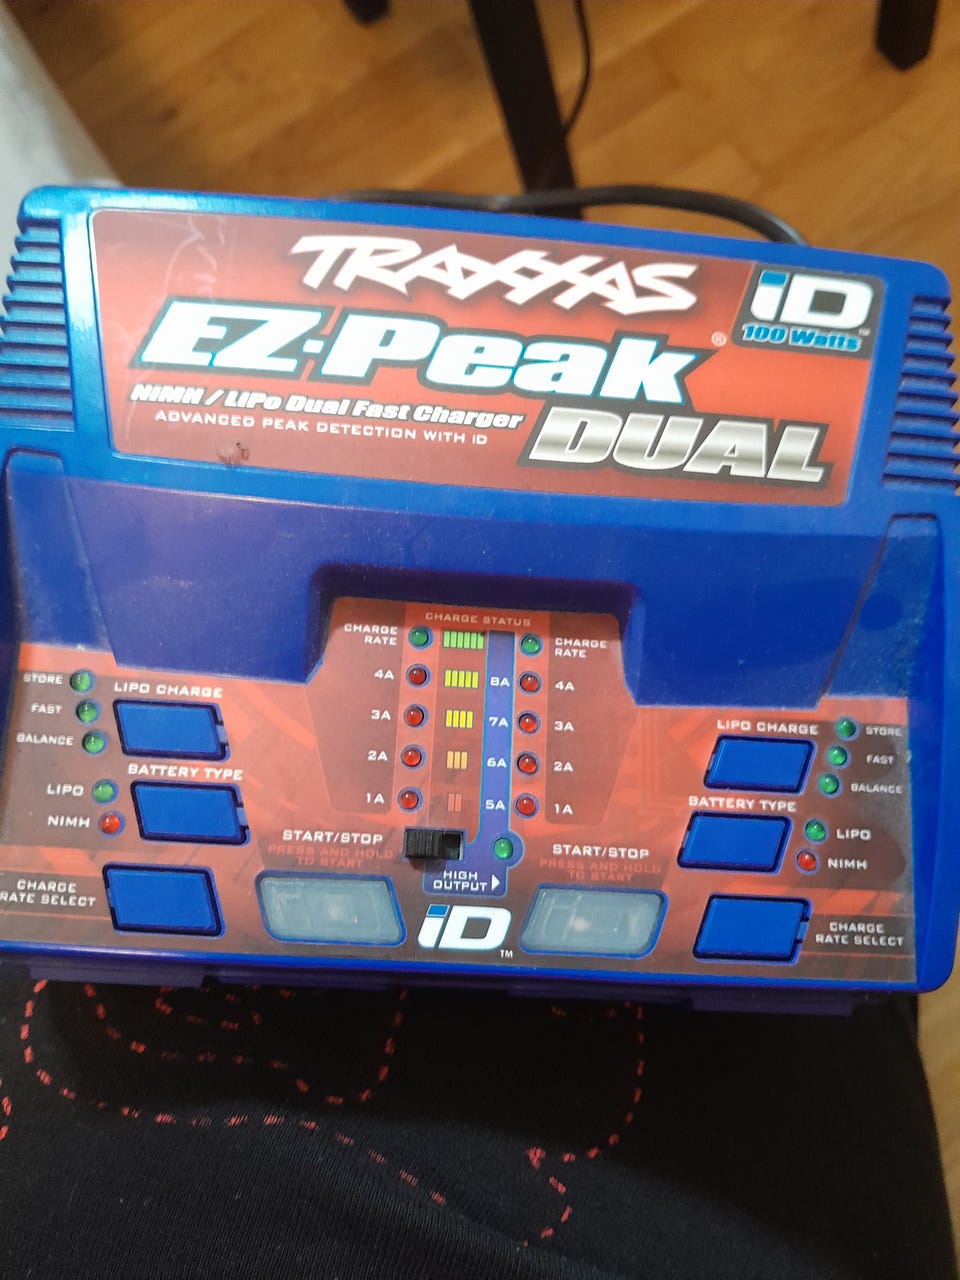 TRAXXAS
iD
100 Watts
EZ-Peak®
NiMH / LiPo Dual Fast Charger
ADVANCED PEAK DETECTION WITH iD
DUAL
CHARGE STATUS
CHARGE
RATE
CHARGE
RATE
4A
8A
4A
3A
7A
3A
2A
6A
2A
1A
5A
1A
STORE
LIPO CHARGE
FAST
BALANCE
BATTERY TYPE
LIPO
NIMH
CHARGE
RATE SELECT
START/STOP
PRESS AND HOLD
TO START
HIGH
OUTPUT
iD™
START/STOP
PRESS AND HOLD
TO START
LIPO CHARGE
STORE
FAST
BALANCE
BATTERY TYPE
LIPO
NIMH
CHARGE
RATE SELECT